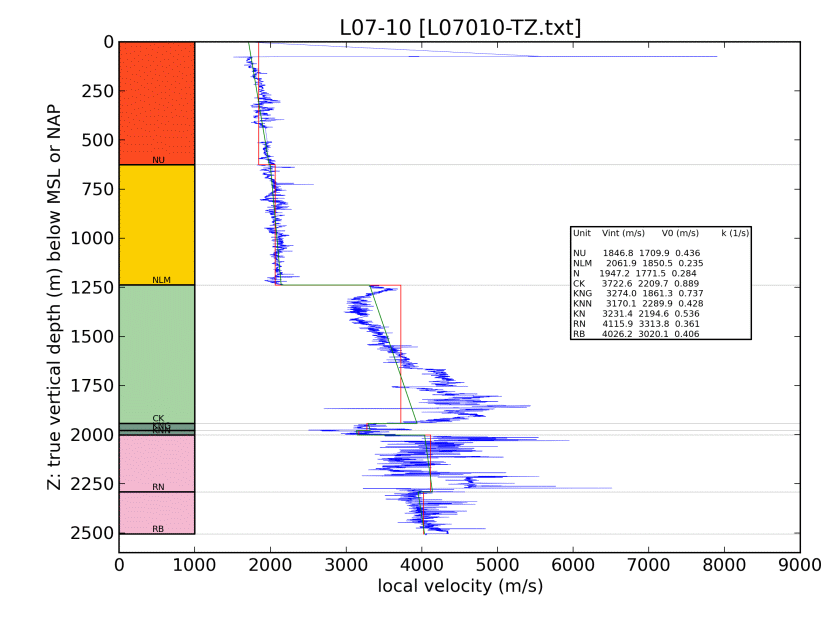 L07-10 [L07010-TZ.txt]
Z: true vertical depth (m) below MSL or NAP
0
250
500
750
1000
1250
1500
1750
2000
2250
2500
NU
NLM
CK
KNG
KNN
RN
RB
Unit Vint (m/s) V0 (m/s) k (1/s)
NU 1846.8 1709.9 0.436
NLM 2061.9 1850.5 0.235
N 1947.2 1771.5 0.284
CK 3722.6 2209.7 0.889
KNG 3274.0 1861.3 0.737
KNN 3170.1 2289.9 0.428
KN 3231.4 2194.6 0.536
RN 4115.9 3313.8 0.361
RB 4026.2 3020.1 0.406
0 1000 2000 3000 4000 5000 6000 7000 8000 9000
local velocity (m/s)